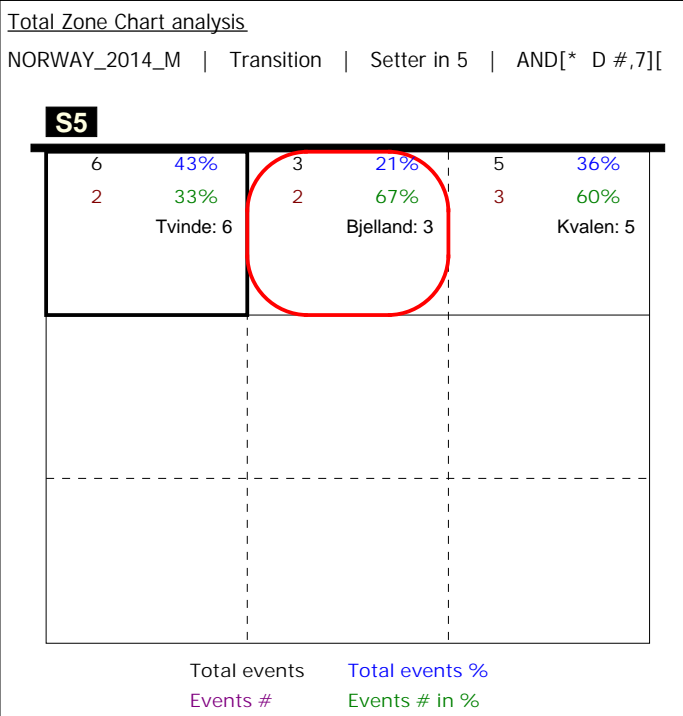 Total Zone Chart analysis
NORWAY_2014_M | Transition | Setter in 5 | AND[* D #,7][
S5
6 43% 3 21% 5 36%
2 33% 2 67% 3 60%
Tvinde: 6 Bjelland: 3 Kvalen: 5
Total events Total events %
Events # Events # in %